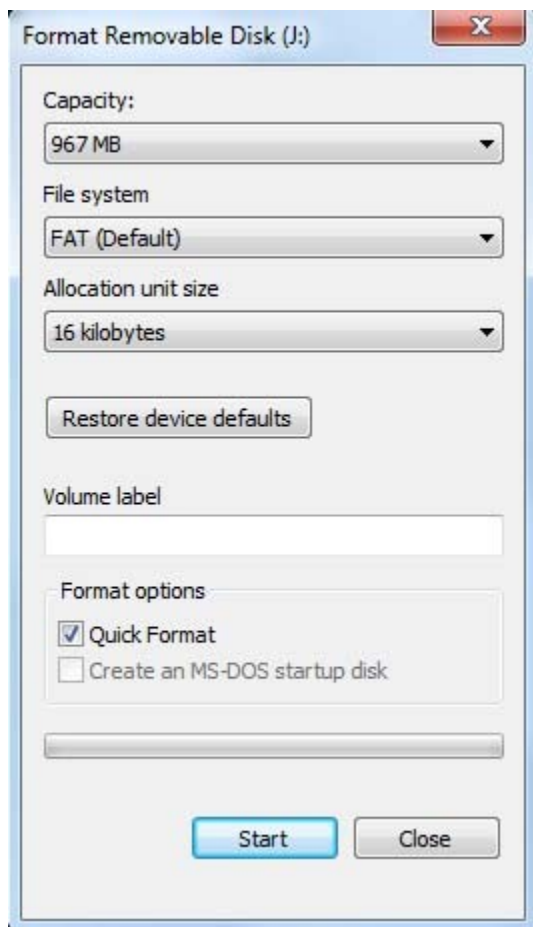 Format Removable Disk (J:)
Capacity:
967 MB
File system
FAT (Default)
Allocation unit size
16 kilobytes
Restore device defaults
Volume label
Format options
Quick Format
Create an MS-DOS startup disk
Start Close